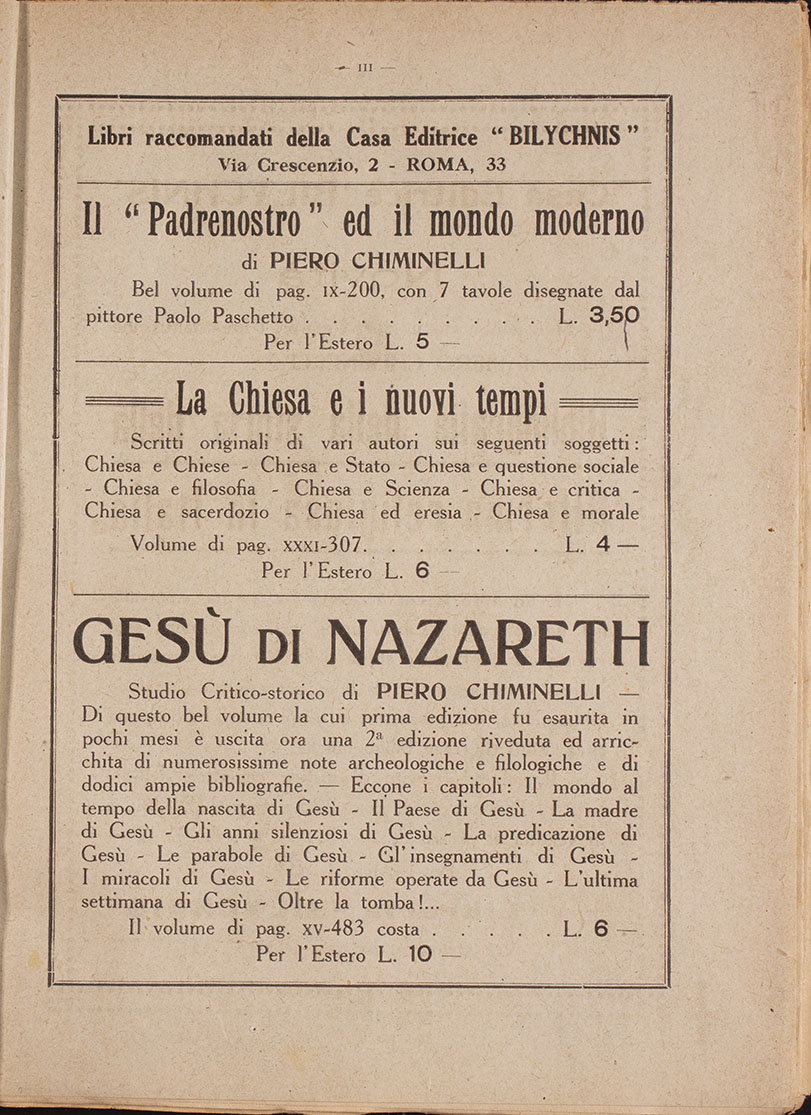 — III —
Libri raccomandati della Casa Editrice “ BILYCHNIS ”
Via Crescenzio, 2 - ROMA, 33
Il “ Padrenostro ” ed il mondo moderno
di PIERO CHIMINELLI
Bel volume di pag. IX-200, con 7 tavole disegnate dal
pittore Paolo Paschetto . . . . . . . . . L. 3,50
Per l'Estero L. 5 —
La Chiesa e i nuovi tempi
Scritti originali di vari autori sui seguenti soggetti :
Chiesa e Chiese - Chiesa e Stato - Chiesa e questione sociale
- Chiesa e filosofia - Chiesa e Scienza - Chiesa e critica -
Chiesa e sacerdozio - Chiesa ed eresia - Chiesa e morale
Volume di pag. XXXI-307. . . . . . . . L. 4 —
Per l'Estero L. 6 —
GESÙ DI NAZARETH
Studio Critico-storico di PIERO CHIMINELLI —
Di questo bel volume la cui prima edizione fu esaurita in
pochi mesi è uscita ora una 2ª edizione riveduta ed arric-
chita di numerosissime note archeologiche e filologiche e di
dodici ampie bibliografie. — Eccone i capitoli : Il mondo al
tempo della nascita di Gesù - Il Paese di Gesù - La madre
di Gesù - Gli anni silenziosi di Gesù - La predicazione di
Gesù - Le parabole di Gesù - Gl'insegnamenti di Gesù -
I miracoli di Gesù - Le riforme operate da Gesù - L'ultima
settimana di Gesù - Oltre la tomba !...
Il volume di pag. XV-483 costa . . . . . L. 6 —
Per l'Estero L. 10 —